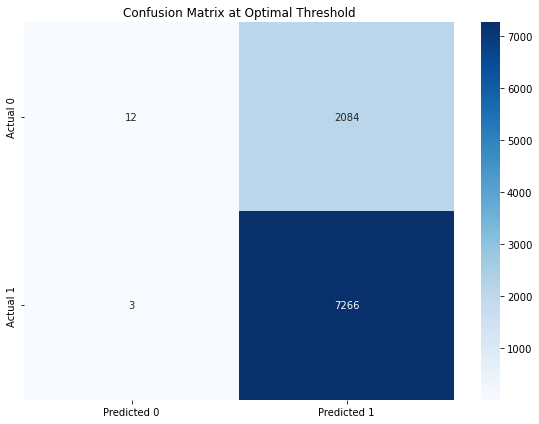 Confusion Matrix at Optimal Threshold
Actual 0
12
2084
Actual 1
3
7266
Predicted 0
Predicted 1
7000
6000
5000
4000
3000
2000
1000